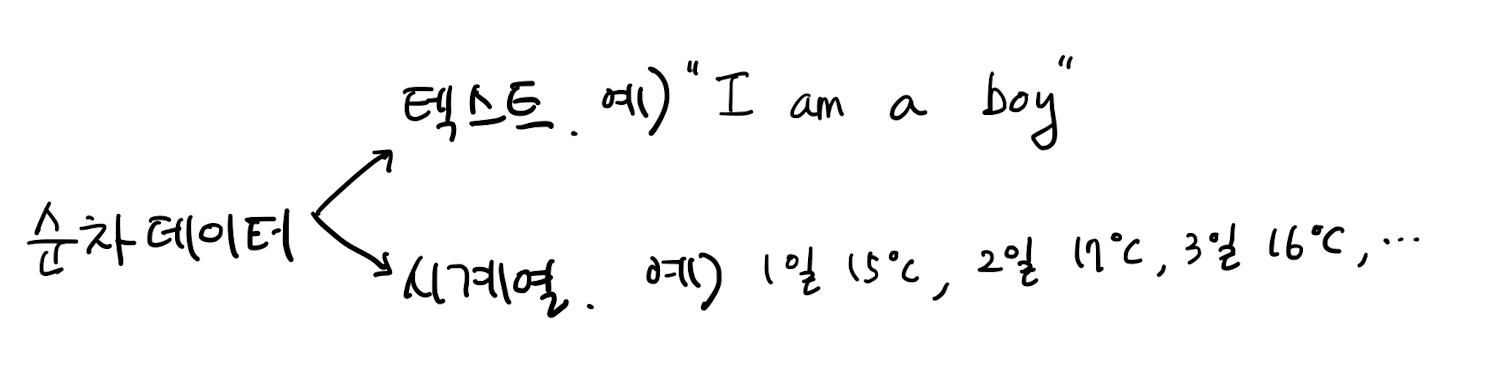 텍스트. 예) "I am a boy"
순차 데이터
시계열. 예) 1일 15°C, 2일 17°C, 3일 16°C, …